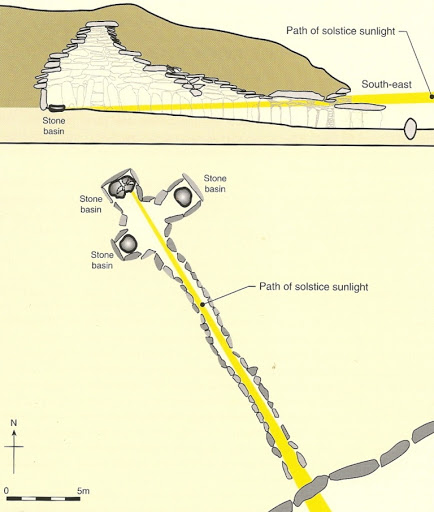 Path of solstice sunlight
South-east
Stone
basin
Stone
basin
Stone
basin
Stone
basin
Path of solstice sunlight
N
0
5m